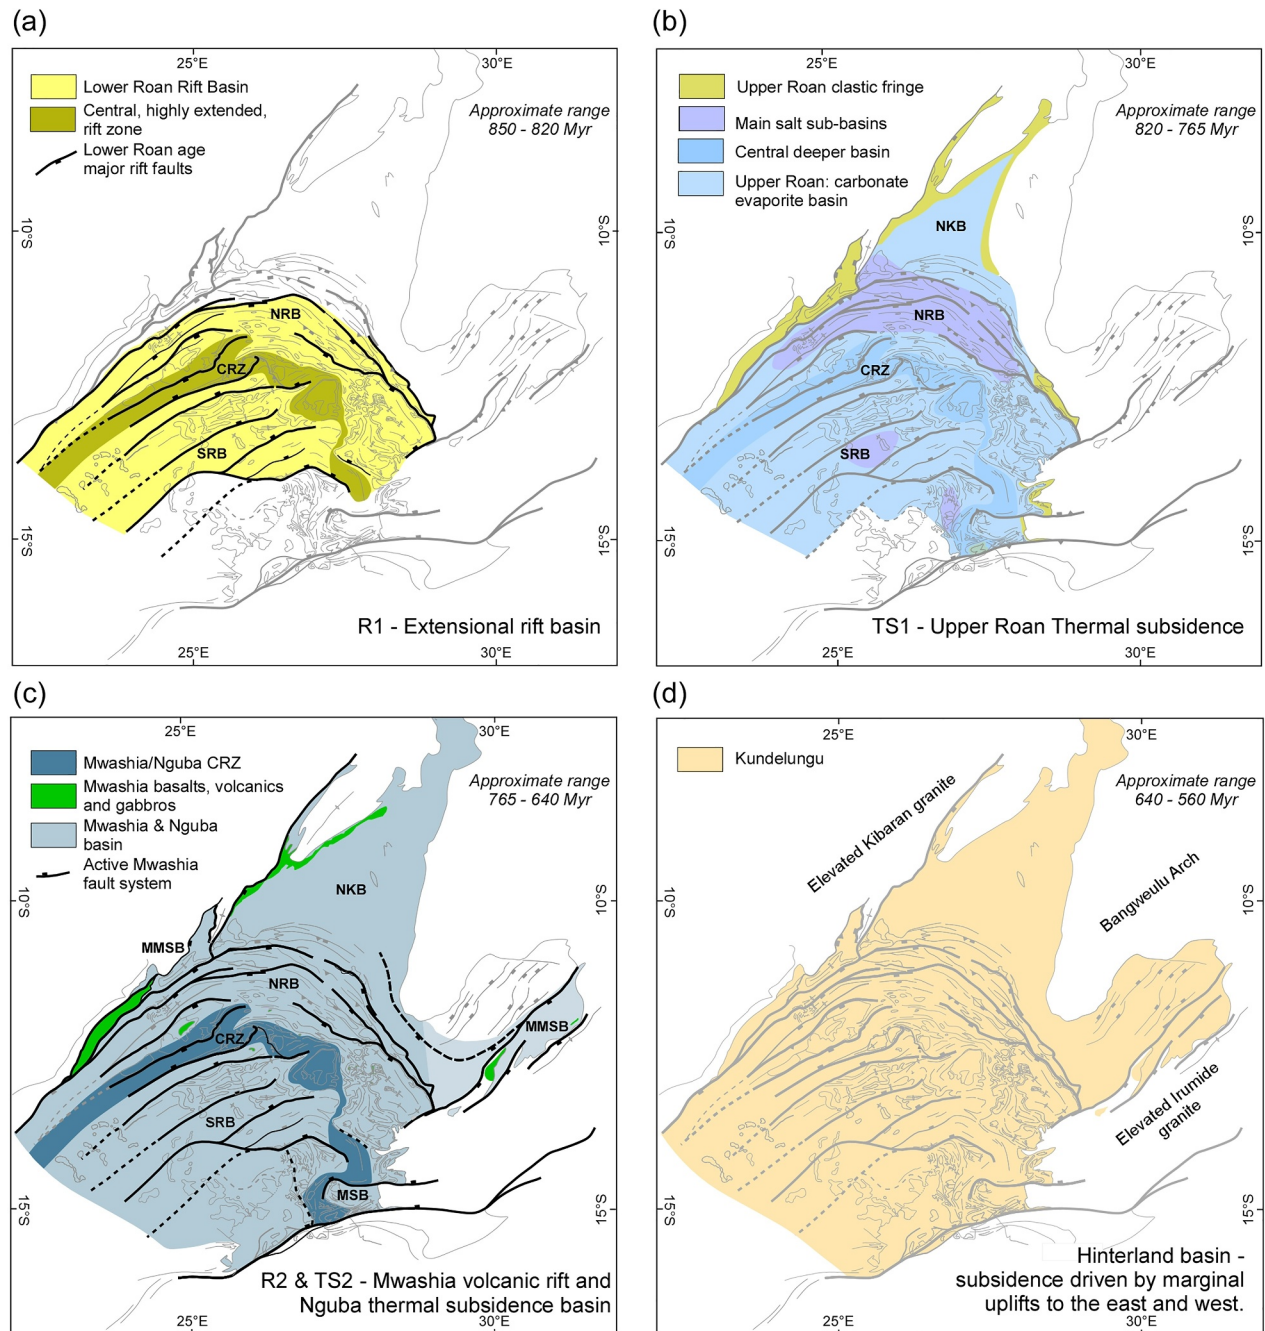 (a)
25°E
30°E
Lower Roan Rift Basin
Central, highly extended,
rift zone
Lower Roan age
major rift faults
Approximate range
850 - 820 Myr
10°S
10°S
NRB
CRZ
SRB
15°S
15°S
R1 - Extensional rift basin
25°E
30°E
(b)
25°E
30°E
Upper Roan clastic fringe
Main salt sub-basins
Central deeper basin
Upper Roan: carbonate
evaporite basin
Approximate range
820 - 765 Myr
10°S
10°S
NKB
NRB
CRZ
SRB
15°S
15°S
TS1 - Upper Roan Thermal subsidence
25°E
30°E
(c)
25°E
30°E
Mwashia/Nguba CRZ
Mwashia basalts, volcanics
and gabbros
Mwashia & Nguba
basin
Active Mwashia
fault system
Approximate range
765 - 640 Myr
10°S
10°S
NKB
MMSB
NRB
MMSB
CRZ
SRB
MSB
15°S
15°S
R2 & TS2 - Mwashia volcanic rift and
Nguba thermal subsidence basin
25°E
30°E
(d)
25°E
30°E
Kundelungu
Approximate range
640 - 560 Myr
Elevated Kibaran granite
Bangweulu Arch
10°S
10°S
Elevated Irumide
granite
15°S
15°S
Hinterland basin -
subsidence driven by marginal
uplifts to the east and west.
25°E
30°E